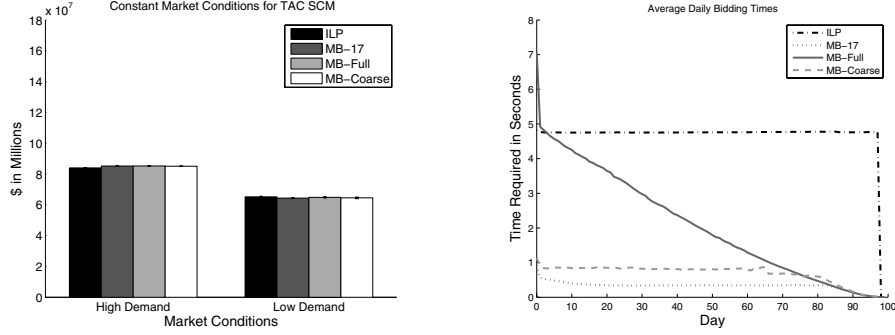 Constant Market Conditions for TAC SCM
x 10^7
18
16
14
12
10
8
6
4
2
0
$ in Millions
ILP
MB-17
MB-Full
MB-Coarse
High Demand
Low Demand
Market Conditions
Average Daily Bidding Times
8
7
6
5
4
3
2
1
0
Time Required in Seconds
ILP
MB-17
MB-Full
MB-Coarse
0 10 20 30 40 50 60 70 80 90 100
Day